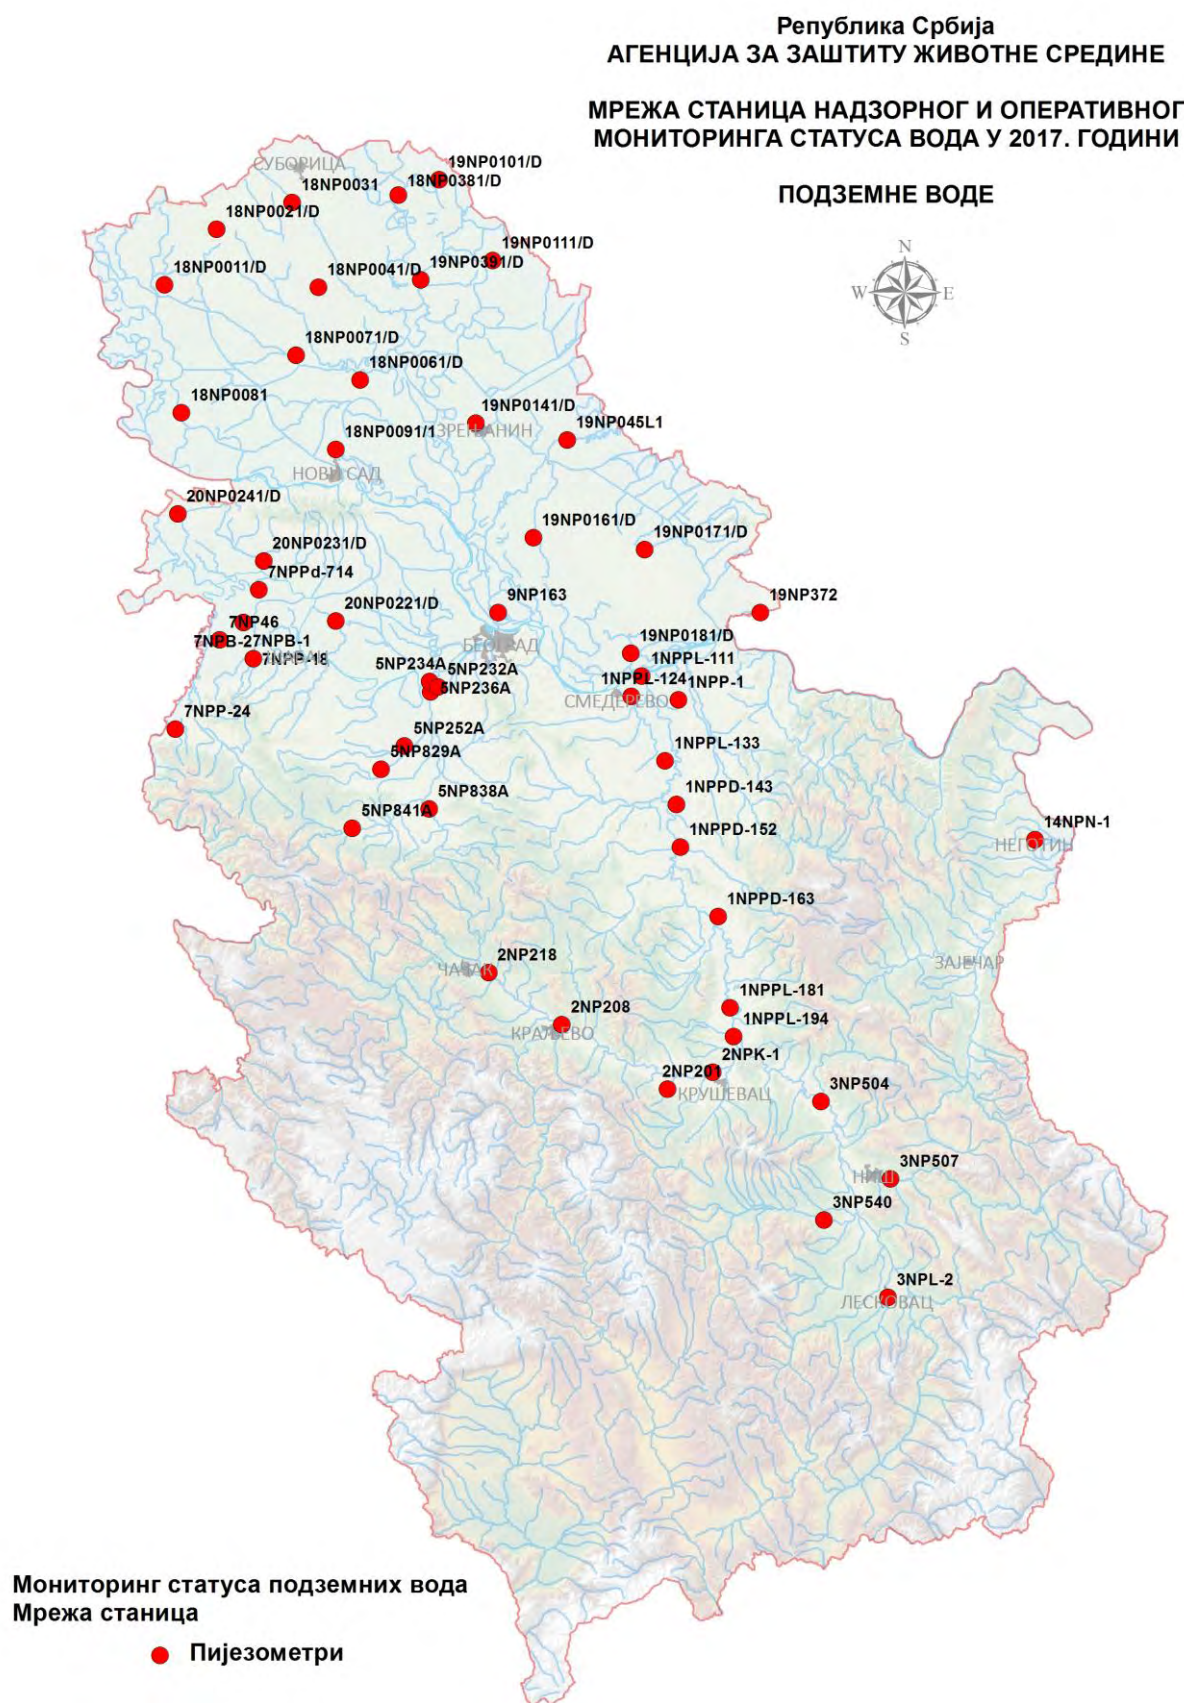 Република Србија
АГЕНЦИЈА ЗА ЗАШТИТУ ЖИВОТНЕ СРЕДИНЕ
МРЕЖА СТАНИЦА НАДЗОРНОГ И ОПЕРАТИВНОГ
МОНИТОРИНГА СТАТУСА ВОДА У 2017. ГОДИНИ
ПОДЗЕМНЕ ВОДЕ
N
W E
S
СУБОРИЦА
19NP0101/D
18NP0031
18NP0381/D
18NP0021/D
19NP0111/D
18NP0011/D
18NP0041/D
19NP0391/D
18NP0071/D
18NP0061/D
18NP0081
19NP0141/D
ЗРЕЊАНИН
19NP045L1
18NP0091/1
НОВИ САД
20NP0241/D
19NP0161/D
19NP0171/D
20NP0231/D
7NPPd-714
20NP0221/D
9NP163
19NP372
7NP46
7NPB-27NPB-1
7NPP-18
БЕОГРАД
19NP0181/D
5NP234A
5NP232A
5NP236A
1NPPL-111
1NPPL-124
1NPP-1
СМЕДЕРЕВО
7NPP-24
5NP252A
5NP829A
1NPPL-133
5NP838A
5NP841A
1NPPD-143
1NPPD-152
14NPN-1
НЕГОТИН
1NPPD-163
2NP218
ЧАЧАК
ЗАЈЕЧАР
1NPPL-181
2NP208
КРАЉЕВО
1NPPL-194
2NPK-1
2NP201
КРУШЕВАЦ
3NP504
3NP507
НИШ
3NP540
3NPL-2
ЛЕСКОВАЦ
Мониторинг статуса подземних вода
Мрежа станица
Пијезометри